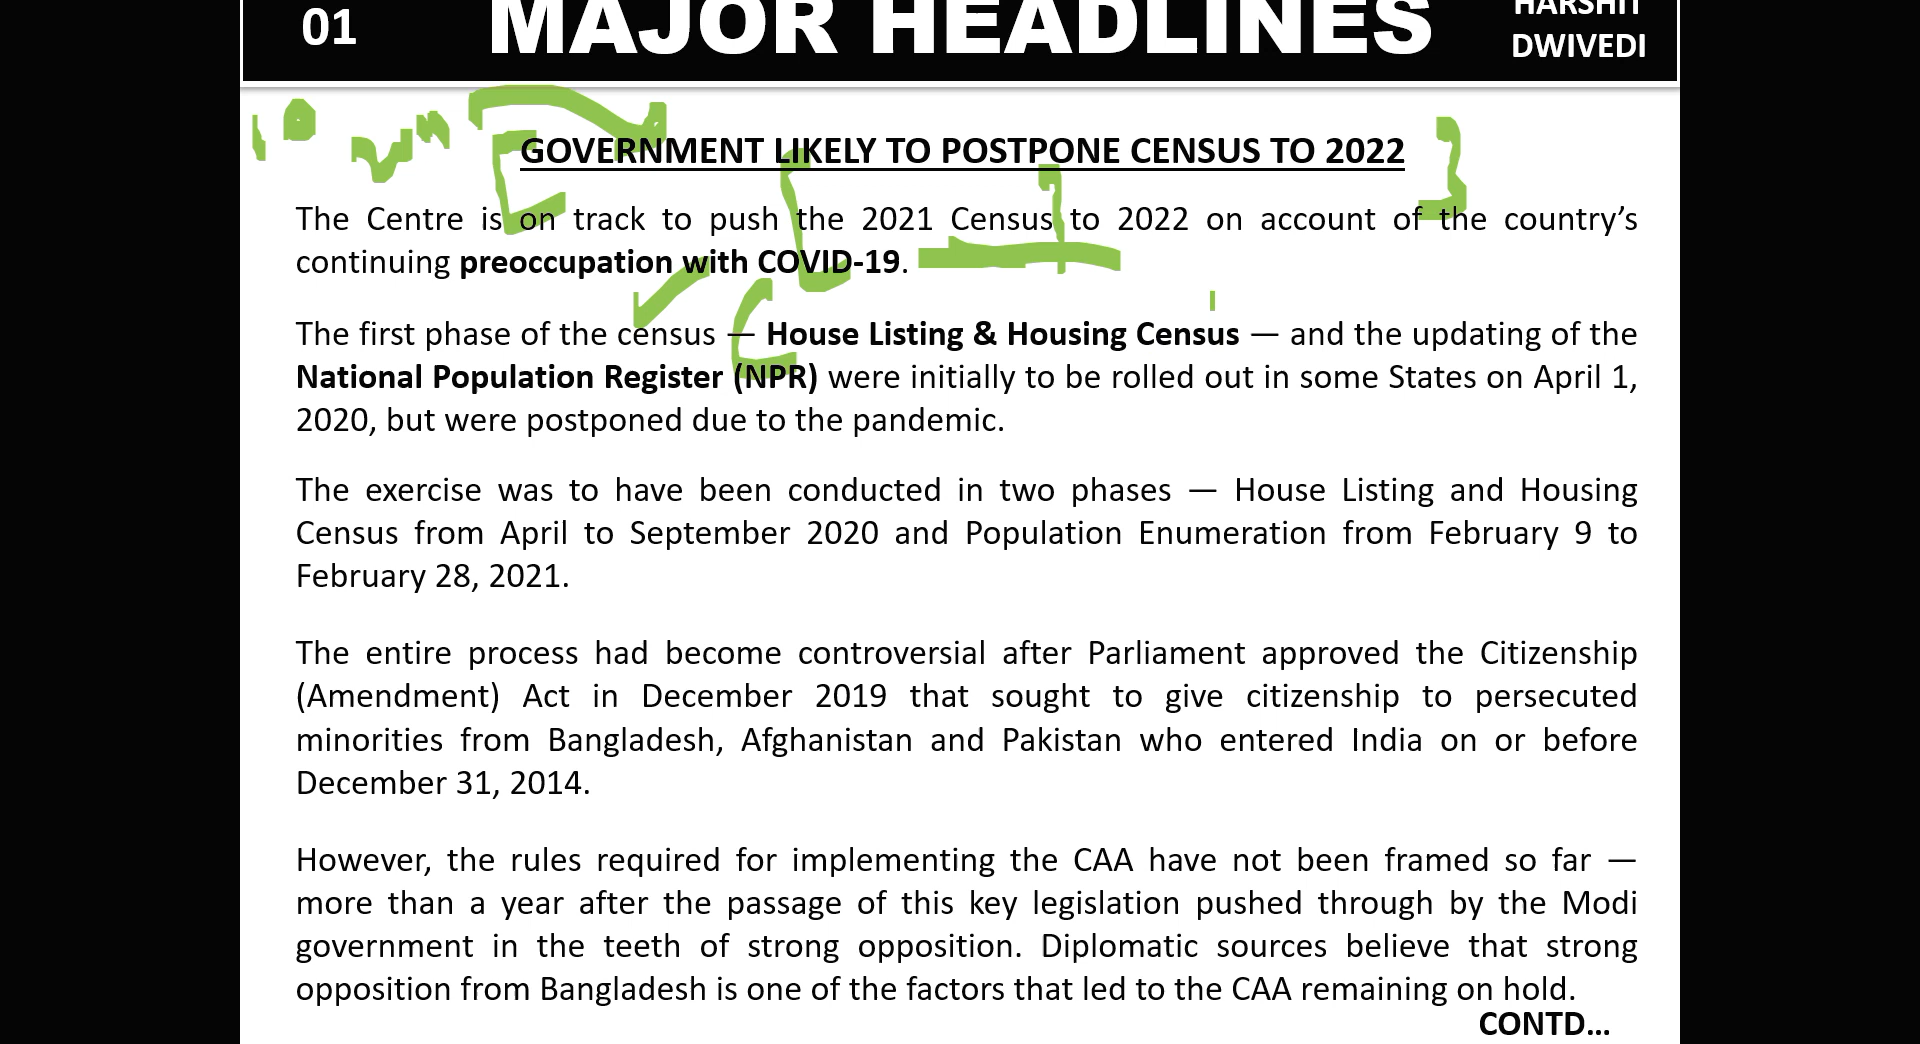 01
MAJOR HEADLINES
HARSHIT
DWIVEDI
GOVERNMENT LIKELY TO POSTPONE CENSUS TO 2022
The Centre is on track to push the 2021 Census to 2022 on account of the country’s
continuing preoccupation with COVID-19.
The first phase of the census — House Listing & Housing Census — and the updating of the
National Population Register (NPR) were initially to be rolled out in some States on April 1,
2020, but were postponed due to the pandemic.
The exercise was to have been conducted in two phases — House Listing and Housing
Census from April to September 2020 and Population Enumeration from February 9 to
February 28, 2021.
The entire process had become controversial after Parliament approved the Citizenship
(Amendment) Act in December 2019 that sought to give citizenship to persecuted
minorities from Bangladesh, Afghanistan and Pakistan who entered India on or before
December 31, 2014.
However, the rules required for implementing the CAA have not been framed so far —
more than a year after the passage of this key legislation pushed through by the Modi
government in the teeth of strong opposition. Diplomatic sources believe that strong
opposition from Bangladesh is one of the factors that led to the CAA remaining on hold.
CONTD...